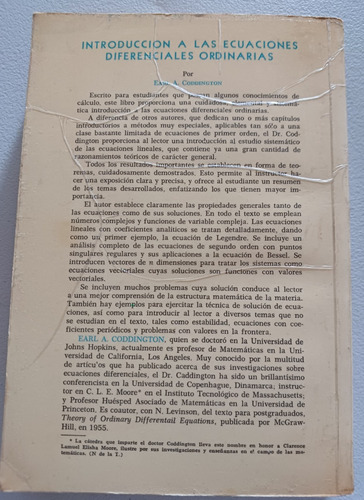 INTRODUCCION A LAS ECUACIONES
DIFERENCIALES ORDINARIAS
Por
EARL A. CODDINGTON
Escrito para estudiantes que posean algunos conocimientos de
cálculo, este libro proporciona una cuidadosa, elemental y sistemá-
tica introducción a las ecuaciones diferenciales ordinarias.
A diferencia de otros autores, que dedican uno o más capítulos
introductorios a métodos muy especiales, aplicables tan sólo a una
clase bastante limitada de ecuaciones de primer orden, el Dr. Cod-
dington proporciona al lector una introducción al estudio sistemático
de las ecuaciones lineales, que contiene ya una gran cantidad de
razonamientos teóricos de carácter general.
Todos los resultados importantes se establecen en forma de teo-
remas, cuidadosamente demostrados. Esto permite al instructor ha-
cer una exposición clara y precisa, y ofrece al estudiante un resumen
de los temas desarrollados, enfatizando los que tienen mayor im-
portancia.
El autor establece claramente las propiedades generales tanto de
las ecuaciones como de sus soluciones. En todo el texto se emplean
números complejos y funciones de variable compleja. Las ecuaciones
lineales con coeficientes analíticos se tratan detalladamente, dando
como un primer ejemplo, la ecuación de Legendre. Se incluye un
análisis completo de las ecuaciones de segundo orden con puntos
singulares regulares y sus aplicaciones a la ecuación de Bessel. Se
introducen vectores de n dimensiones para tratar los sistemas como
ecuaciones vectoriales cuyas soluciones son funciones con valores
vectoriales.
Se incluyen muchos problemas cuya solución conduce al lector
a una mejor comprensión de la estructura matemática de la materia.
También hay ejemplos para ejercitar la técnica de solución de ecua-
ciones, así como para introducir al lector a diversos temas que no
se estudian en el texto, tales como estabilidad, ecuaciones con co-
eficientes periódicos y problemas con valores en la frontera.
EARL A. CODDINGTON, quien se doctoró en la Universidad de
Johns Hopkins, actualmente es profesor de Matemáticas en la Uni-
versidad de California, Los Angeles. Muy conocido por la multitud
de artículos que ha publicado acerca de sus investigaciones sobre
ecuaciones diferenciales, el Dr. Coddington ha sido un brillantísimo
conferencista en la Universidad de Copenhague, Dinamarca, instruc-
tor en C. L. E. Moore* en el Instituto Tecnológico de Massachusetts;
y Profesor Huésped Asociado de Matemáticas en la Universidad de
Princeton. Es coautor, con N. Levinson, del texto para postgraduados,
Theory of Ordinary Differentail Equations, publicada por McGraw-
Hill, en 1955.
* La cátedra que imparte el doctor Coddington lleva este nombre en honor a Clarence
Lamuel Elisha Moore, ilustre por sus investigaciones y enseñanzas en el campo de las ma-
temáticas. (N de la T.)